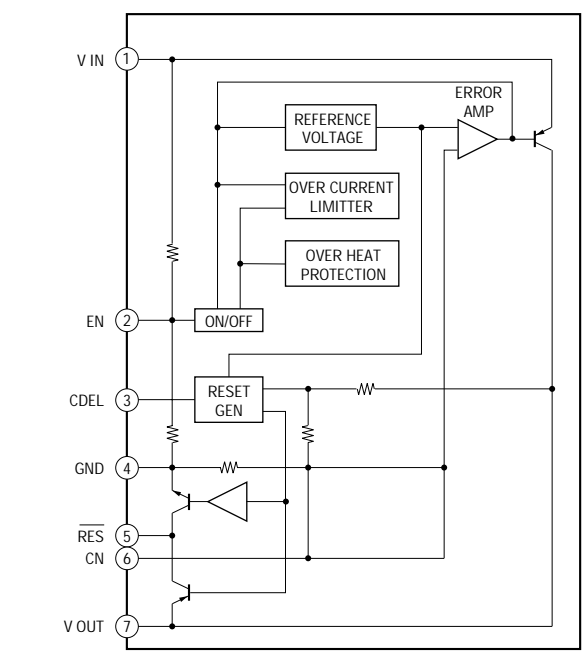 V IN
1
ERROR
AMP
REFERENCE
VOLTAGE
OVER CURRENT
LIMITTER
OVER HEAT
PROTECTION
EN
2
ON/OFF
CDEL
3
RESET
GEN
GND
4
RES
5
CN
6
V OUT
7